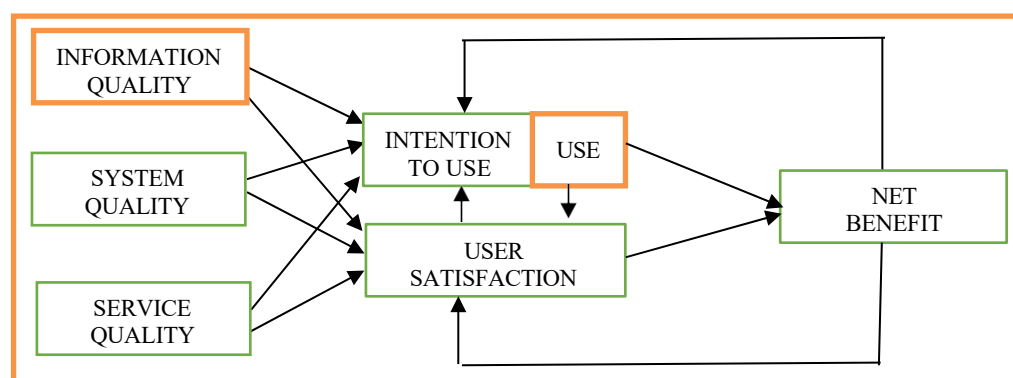 INFORMATION
QUALITY
SYSTEM
QUALITY
SERVICE
QUALITY
INTENTION
TO USE
USE
USER
SATISFACTION
NET
BENEFIT